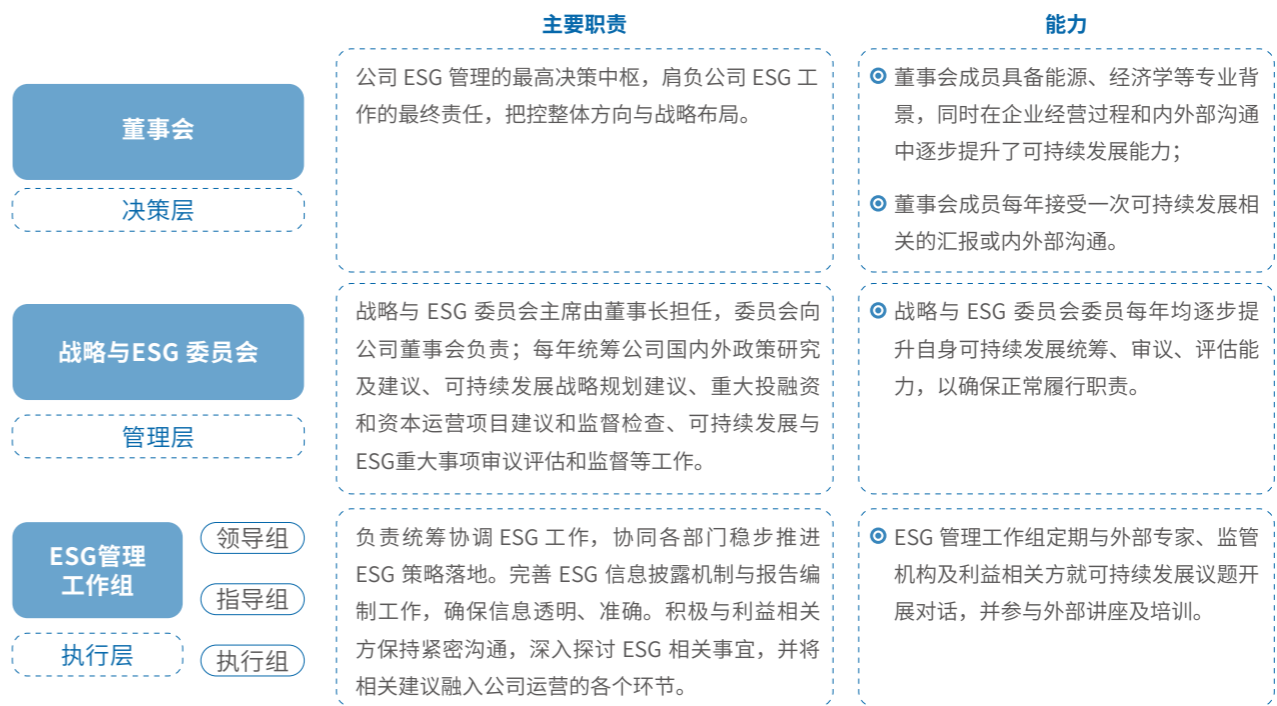 主要职责
能力
董事会
决策层
公司 ESG 管理的最高决策中枢，肩负公司 ESG 工
作的最终责任，把控整体方向与战略布局。
董事会成员具备能源、经济学等专业背
景，同时在企业经营过程和内外部沟通
中逐步提升了可持续发展能力；
董事会成员每年接受一次可持续发展相
关的汇报或内外部沟通。
战略与ESG 委员会
管理层
战略与 ESG 委员会主席由董事长担任，委员会向
公司董事会负责；每年统筹公司国内外政策研究
及建议、可持续发展战略规划建议、重大投融资
和资本运营项目建议和监督检查、可持续发展与
ESG重大事项审议评估和监督等工作。
战略与 ESG 委员会委员每年均逐步提
升自身可持续发展统筹、审议、评估能
力，以确保正常履行职责。
ESG管理
工作组
执行层
领导组
指导组
执行组
负责统筹协调 ESG 工作，协同各部门稳步推进
ESG 策略落地。完善 ESG 信息披露机制与报告编
制工作，确保信息透明、准确。积极与利益相关
方保持紧密沟通，深入探讨 ESG 相关事宜，并将
相关建议融入公司运营的各个环节。
ESG 管理工作组定期与外部专家、监管
机构及利益相关方就可持续发展议题开
展对话，并参与外部讲座及培训。